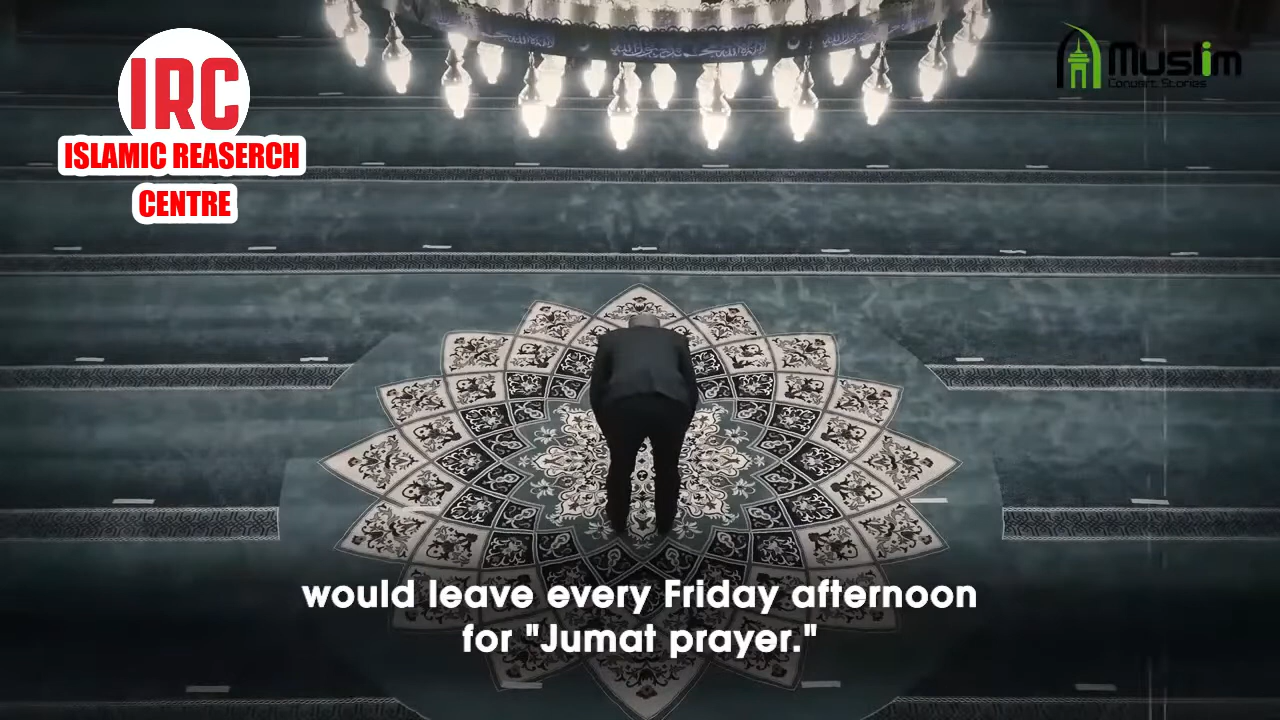 IRC
ISLAMIC REASERCH
CENTRE
Muslim
Convert Stories
would leave every Friday afternoon
for "Jumat prayer."